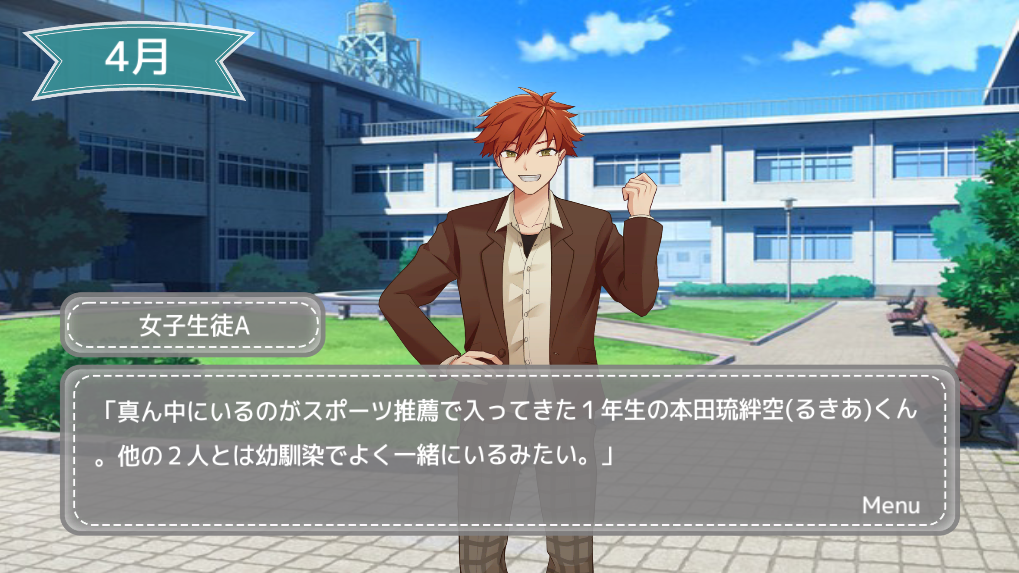 4月
女子生徒A
「真ん中にいるのがスポーツ推薦で入ってきた１年生の本田琉絆空(るきあ)くん
。他の２人とは幼馴染でよく一緒にいるみたい。」
Menu